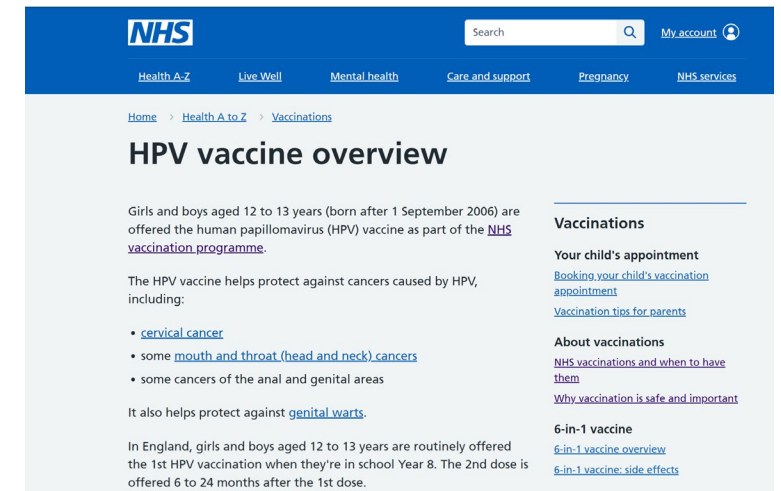 NHS
Search
My account
Health A-Z
Live Well
Mental health
Care and support
Pregnancy
NHS services
Home > Health A to Z > Vaccinations
HPV vaccine overview
Girls and boys aged 12 to 13 years (born after 1 September 2006) are
offered the human papillomavirus (HPV) vaccine as part of the NHS
vaccination programme.
The HPV vaccine helps protect against cancers caused by HPV,
including:
• cervical cancer
• some mouth and throat (head and neck) cancers
• some cancers of the anal and genital areas
It also helps protect against genital warts.
In England, girls and boys aged 12 to 13 years are routinely offered
the 1st HPV vaccination when they're in school Year 8. The 2nd dose is
offered 6 to 24 months after the 1st dose.
Vaccinations
Your child's appointment
Booking your child's vaccination
appointment
Vaccination tips for parents
About vaccinations
NHS vaccinations and when to have
them
Why vaccination is safe and important
6-in-1 vaccine
6-in-1 vaccine overview
6-in-1 vaccine: side effects